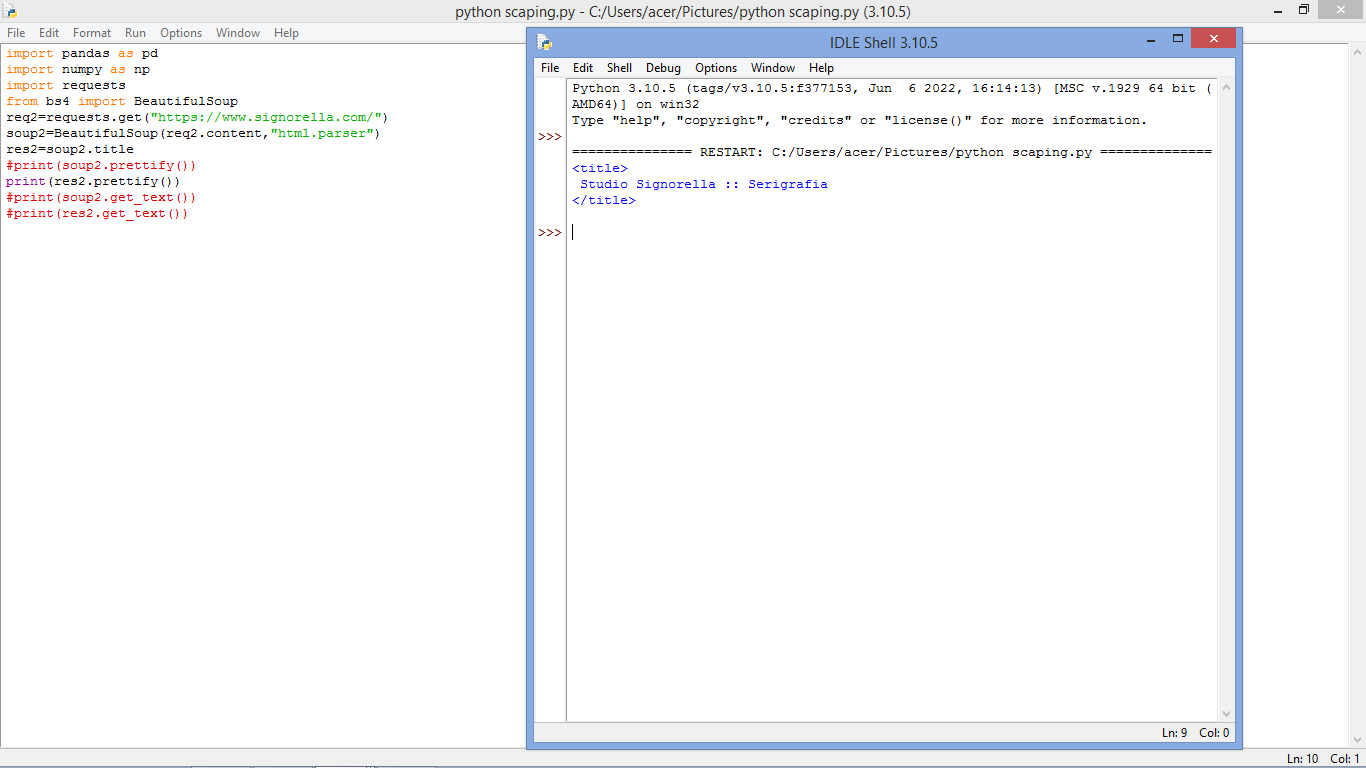 python scaping.py - C:/Users/acer/Pictures/python scaping.py (3.10.5)
File Edit Format Run Options Window Help
import pandas as pd
import numpy as np
import requests
from bs4 import BeautifulSoup
req2=requests.get("https://www.signorella.com/")
soup2=BeautifulSoup(req2.content,"html.parser")
res2=soup2.title
#print(soup2.prettify())
print(res2.prettify())
#print(soup2.get_text())
#print(res2.get_text())
IDLE Shell 3.10.5
File Edit Shell Debug Options Window Help
Python 3.10.5 (tags/v3.10.5:f377153, Jun  6 2022, 16:14:13) [MSC v.1929 64 bit (
AMD64)] on win32
Type "help", "copyright", "credits" or "license()" for more information.
>>>
=============== RESTART: C:/Users/acer/Pictures/python scaping.py ==============
<title>
 Studio Signorella :: Serigrafia
</title>
>>>
Ln: 9 Col: 0
Ln: 10 Col: 1